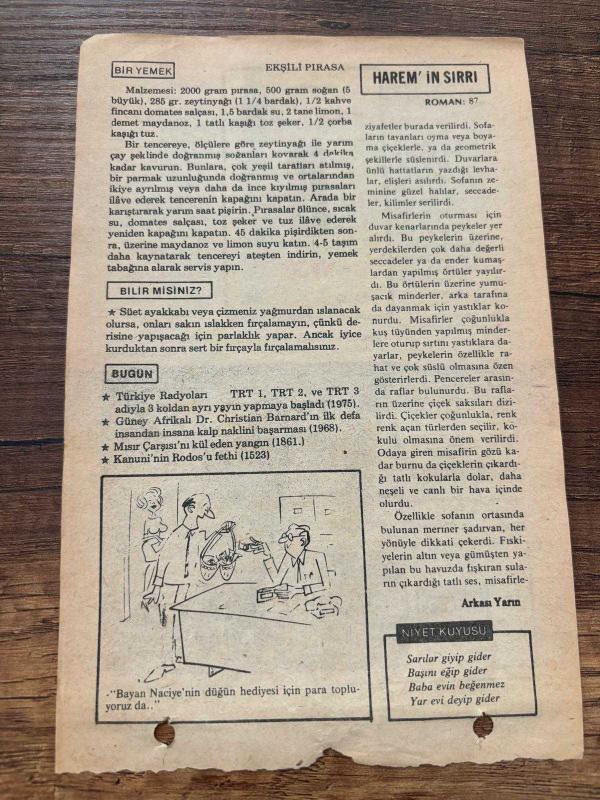 BİR YEMEK
EKŞİLİ PIRASA
Malzemesi: 2000 gram pırasa, 500 gram soğan (5
büyük), 285 gr. zeytinyağı (1 1/4 bardak), 1/2 kahve
fincanı domates salçası, 1,5 bardak su, 2 tane limon, 1
demet maydanoz, 1 tatlı kaşığı toz şeker, 1/2 çorba
kaşığı tuz.
Bir tencereye, ölçülere göre zeytinyağı ile yarım
çay şeklinde doğranmış soğanları kovarak 4 dakika
kadar kavurun. Bunlara, çok yeşil tarafları atılmış,
bir parmak uzunluğunda doğranmış ve ortalarından
ikiye ayrılmış veya daha da ince kıyılmış pırasaları
ilâve ederek tencerenin kapağını kapatın. Arada bir
karıştırarak yarım saat pişirin. Pırasalar ölünce, sıcak
su, domates salçası, toz şeker ve tuz ilâve ederek
yeniden kapağını kapatın. 45 dakika pişirdikten son-
ra, üzerine maydanoz ve limon suyu katın. 4-5 taşım
daha kaynatarak tencereyi ateşten indirin, yemek
tabağına alarak servis yapın.
BİLİR MİSİNİZ?
★ Süet ayakkabı veya çizmeniz yağmurdan ıslanacak
olursa, onları sakın ıslakken fırçalamayın, çünkü de-
risine yapışacağı için parlaklık yapar. Ancak iyice
kurduktan sonra sert bir fırçayla fırçalamalısınız.
BUGÜN
★ Türkiye Radyoları TRT 1, TRT 2, ve TRT 3
adıyla 3 koldan ayrı yayın yapmaya başladı (1975).
★ Güney Afrikalı Dr. Christian Barnard'ın ilk defa
insandan insana kalp naklini başarması (1968).
★ Mısır Çarşısı'nı kül eden yangın (1861.)
★ Kanuni'nin Rodos'u fethi (1523)
-"Bayan Naciye'nin düğün hediyesi için para toplu-
yoruz da.."
HAREM' iN SIRRI
ROMAN: 87
ziyafetler burada verilirdi. Sofa-
ların tavanları oyma veya boya-
ma çiçeklerle, ya da geometrik
şekillerle süslenirdi. Duvarlara
ünlü hattatların yazdığı levha-
lar, elişleri asılırdı. Sofanın ze-
minine güzel halılar, seccade-
ler, kilimler serilirdi.
Misafirlerin oturması için
duvar kenarlarında peykeler yer
alırdı. Bu peykelerin üzerine,
yerdekilerden çok daha değerli
seccadeler ya da ender kumaş-
lardan yapılmış örtüler yayılır-
dı. Bu örtülerin üzerine yumu-
şacık minderler, arka tarafına
da dayanmak için yastıklar ko-
nurdu. Misafirler çoğunlukla
kuş tüyünden yapılmış minder-
lere oturup sırtını yastıklara da-
yarlar, peykelerin özellikle ra-
hat ve çok süslü olmasına özen
gösterirlerdi. Pencereler arasın-
da raflar bulunurdu. Bu rafla-
rın üzerine çiçek saksıları dizi-
lirdi. Çiçekler çoğunlukla, renk
renk açan türlerden seçilir, ko-
kulu olmasına önem verilirdi.
Odaya giren misafirin gözü ka-
dar burnu da çiçeklerin çıkardı-
ğı tatlı kokularla dolar, daha
neşeli ve canlı bir hava içinde
olurdu.
Özellikle sofanın ortasında
bulunan mermer şadırvan, her
yönüyle dikkati çekerdi. Fıski-
yelerin altın veya gümüşten ya-
pılan bu havuzda fışkıran sula-
rın çıkardığı tatlı ses, misafirle-
Arkası Yarın
NİYET KUYUSU
Sarılar giyip gider
Başını eğip gider
Baba evin beğenmez
Yar evi deyip gider